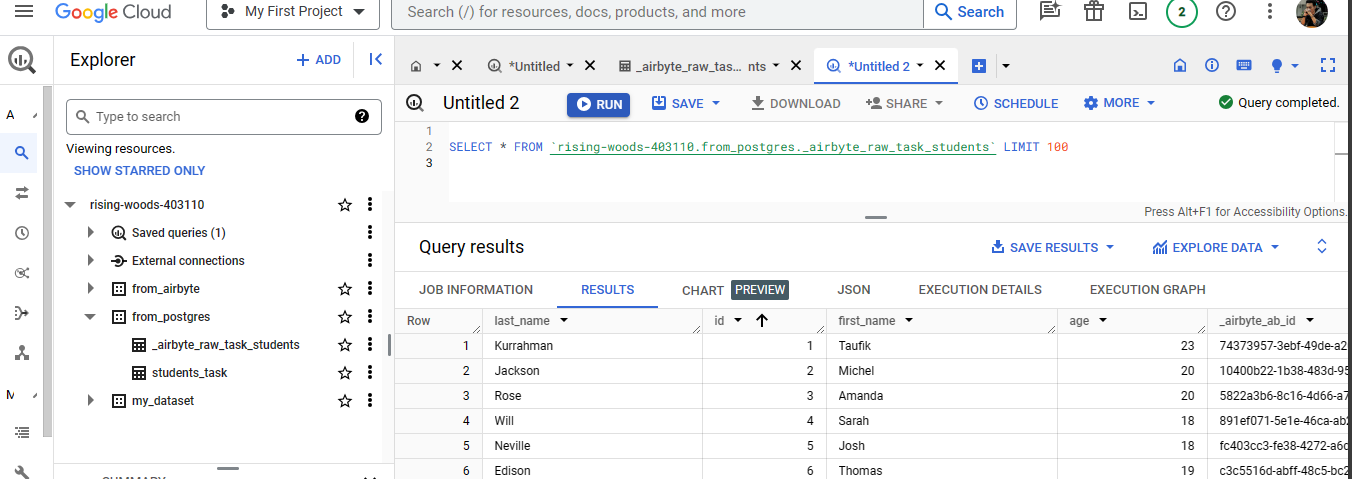 Google Cloud My First Project Search (/) for resources, docs, products, and more Search 2
Explorer + ADD
*Untitled _airbyte_raw_tas... nts *Untitled 2
A
Untitled 2 RUN SAVE DOWNLOAD SHARE SCHEDULE MORE Query completed.
Type to search
1
2 SELECT * FROM `rising-woods-403110.from_postgres._airbyte_raw_task_students` LIMIT 100
3
Viewing resources.
SHOW STARRED ONLY
rising-woods-403110
Saved queries (1)
External connections
from_airbyte
from_postgres
_airbyte_raw_task_students
students_task
my_dataset
M
Press Alt+F1 for Accessibility Options.
Query results SAVE RESULTS EXPLORE DATA
JOB INFORMATION RESULTS CHART PREVIEW JSON EXECUTION DETAILS EXECUTION GRAPH
Row last_name id first_name age _airbyte_ab_id
1 Kurrahman 1 Taufik 23 74373957-3ebf-49de-a2
2 Jackson 2 Michel 20 10400b22-1b38-483d-95
3 Rose 3 Amanda 20 5822a3b6-8c16-4d66-a7
4 Will 4 Sarah 18 891ef071-5e1e-46ca-ab2
5 Neville 5 Josh 18 fc403cc3-fe38-4272-a6c
6 Edison 6 Thomas 19 c3c5516d-abff-48c5-bc2